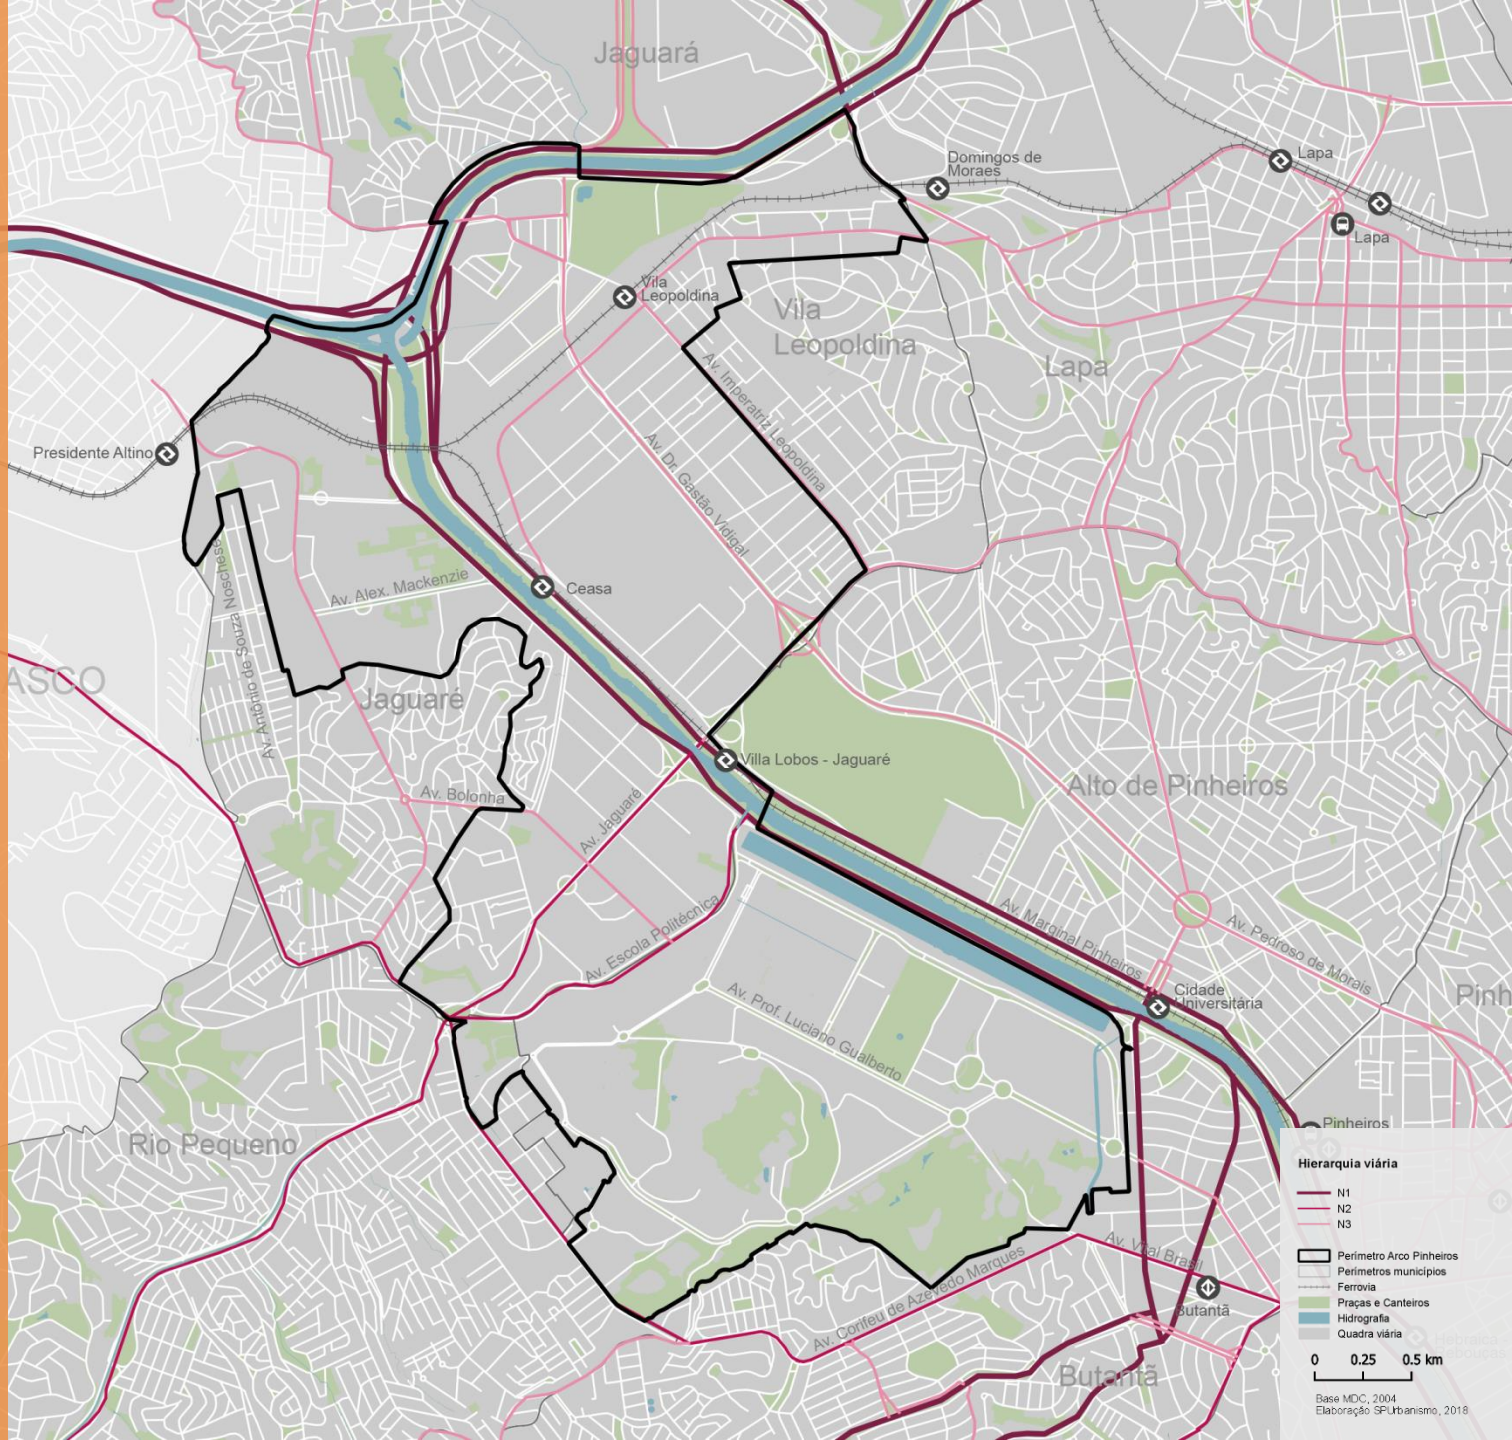 Jaguará
Domingos de
Moraes
Lapa
Lapa
Vila
Leopoldina
Vila
Leopoldina
Lapa
Av. Imperatriz Leopoldina
Presidente Altino
Av. Dr. Gastão Vidigal
Av. Alex. Mackenzie
Ceasa
Av. Antônio de Souza Noschese
ASCO
Jaguaré
Villa Lobos - Jaguaré
Alto de Pinheiros
Av. Bolonha
Av. Jaguaré
Av. Escola Politécnica
Av. Marginal Pinheiros
Av. Pedroso de Morais
Av. Prof. Luciano Gualberto
Cidade
Universitária
Pinh
Rio Pequeno
Pinheiros
Av. Vital Brasil
Av. Corifeu de Azevedo Marques
Butantã
Butantã
Hierarquia viária
N1
N2
N3
Perímetro Arco Pinheiros
Perímetros municípios
Ferrovia
Praças e Canteiros
Hidrografia
Quadra viária
0 0.25 0.5 km
Base MDC, 2004
Elaboração SPUrbanismo, 2018